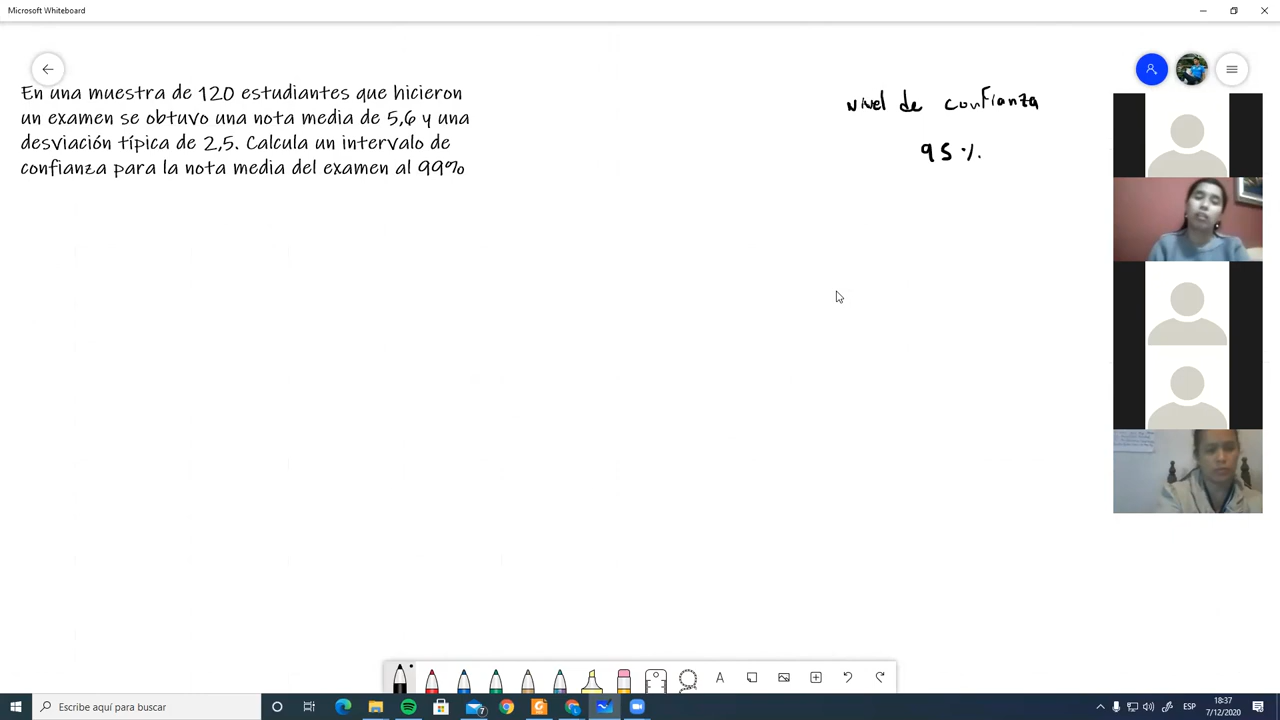 Microsoft Whiteboard
En una muestra de 120 estudiantes que hicieron
un examen se obtuvo una nota media de 5,6 y una
desviación típica de 2,5. Calcula un intervalo de
confianza para la nota media del examen al 99%
nivel de confianza
95 %
A
7
Escribe aquí para buscar
ESP
18:37
7/12/2020